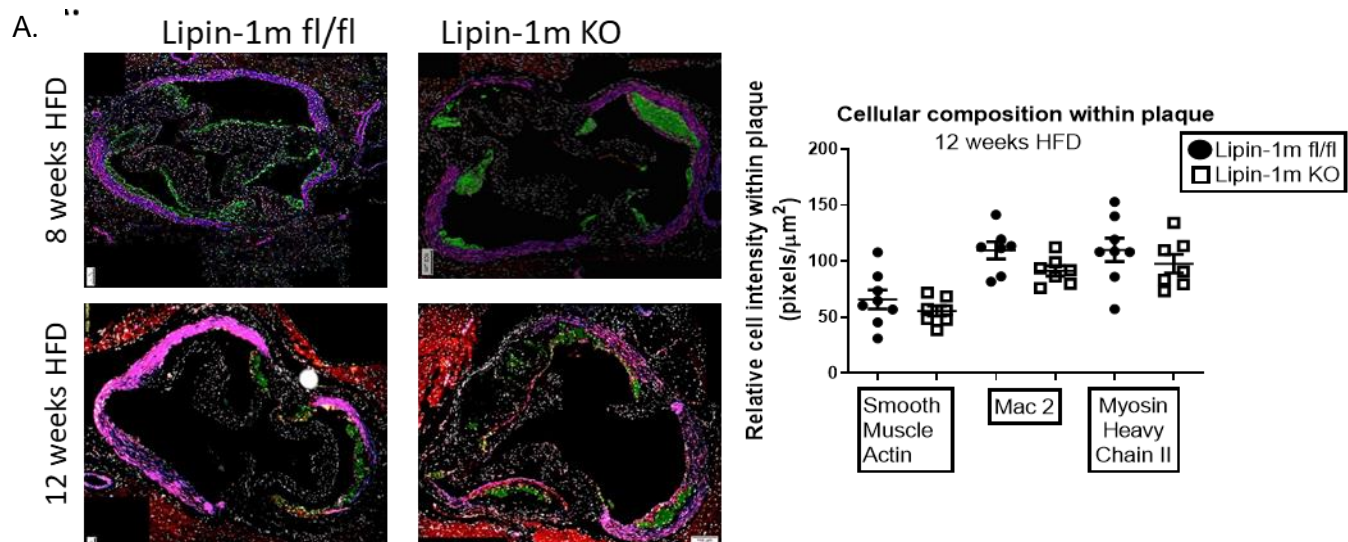 A.
Lipin-1m fl/fl
Lipin-1m KO
8 weeks HFD
12 weeks HFD
Cellular composition within plaque
12 weeks HFD
Relative cell intensity within plaque
(pixels/μm²)
200
150
100
50
0
Lipin-1m fl/fl
Lipin-1m KO
Smooth
Muscle
Actin
Mac 2
Myosin
Heavy
Chain II